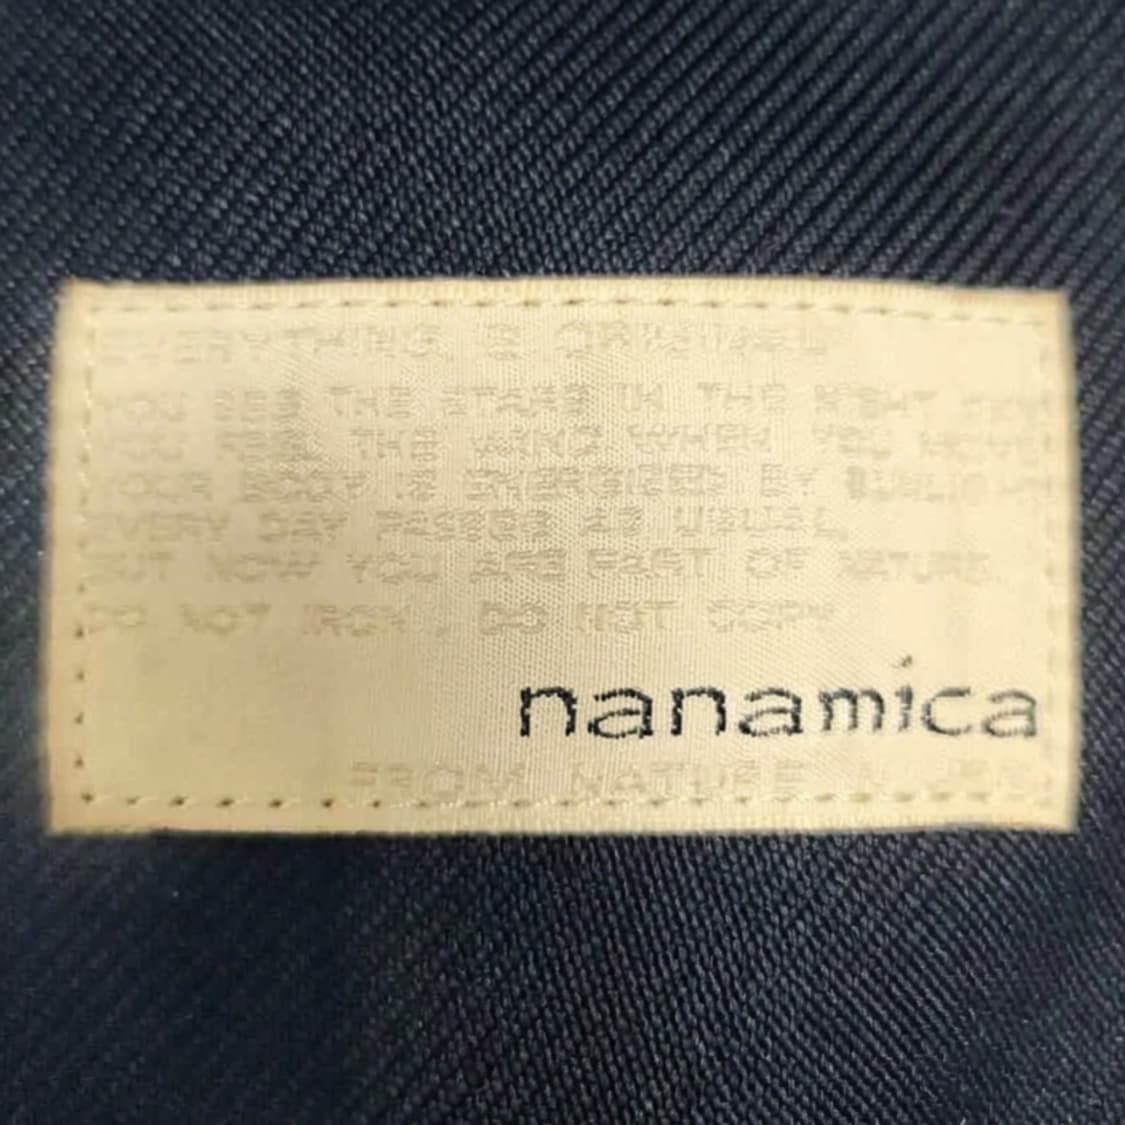 EVERYTHING IS ORIGINAL
YOU SEE THE STARS IN THE NIGHT
YOU THE WIND WHEN YOU MOVE
YOUR BODY IS ENERGIZED BY
EVERY DAY PASSES AS USUAL,
BUT NOW YOU ARE PART OF NATURE.
DO NOT IRON, DO NOT COPY
nanamica
FROM NATURE